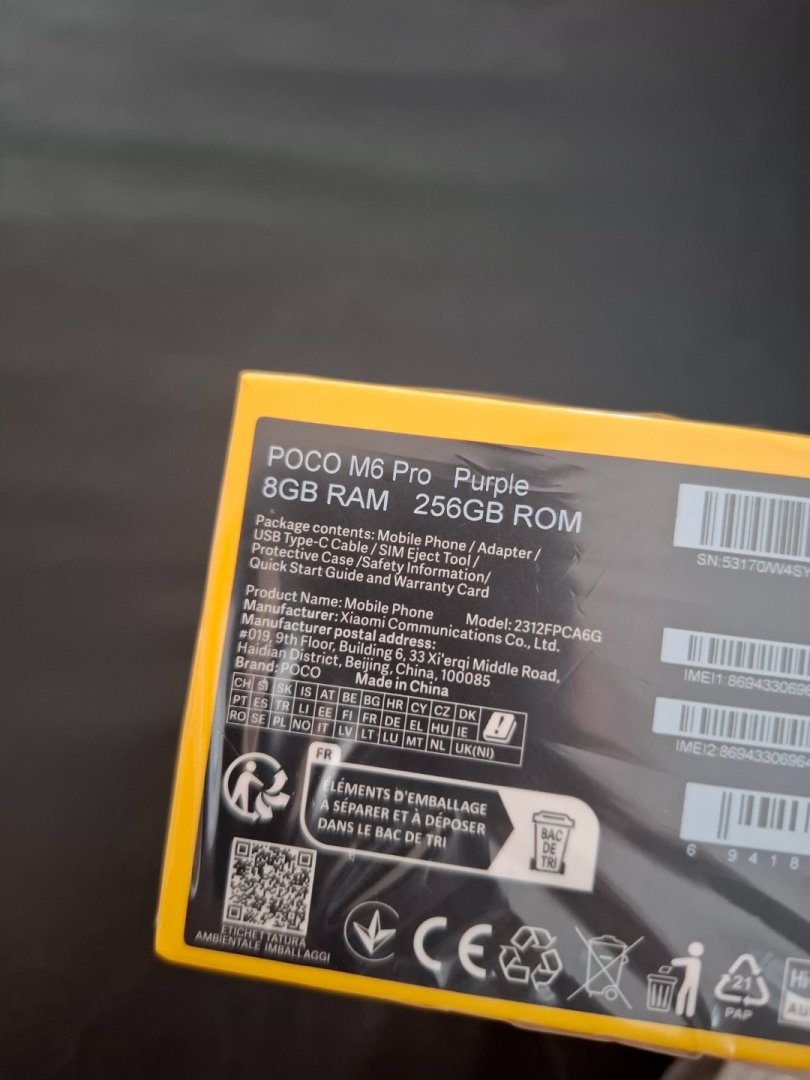 POCO M6 Pro Purple
8GB RAM 256GB ROM
Package contents: Mobile Phone / Adapter /
USB Type-C Cable / SIM Eject Tool /
Protective Case /Safety Information/
Quick Start Guide and Warranty Card
Product Name: Mobile Phone Model: 2312FPCA6G
Manufacturer: Xiaomi Communications Co., Ltd.
Manufacturer postal address:
#019, 9th Floor, Building 6, 33 Xi'erqi Middle Road,
Haidian District, Beijing, China, 100085
Brand: POCO Made in China
CH SI SK IS AT BE BG HR CY CZ DK
PT ES TR LI EE FI FR DE EL HU IE
RO SE PL NO IT LV LT LU MT NL UK(NI)
FR
ÉLÉMENTS D'EMBALLAGE
À SÉPARER ET À DÉPOSER
DANS LE BAC DE TRI
BAC
DE
TRI
ETICHETTATURA
AMBIENTALE IMBALLAGGI
CE
21
PAP
SN:53170/W4SY
IMEI1:86943306
IMEI2:8694330696
6 9418
Hi
AU